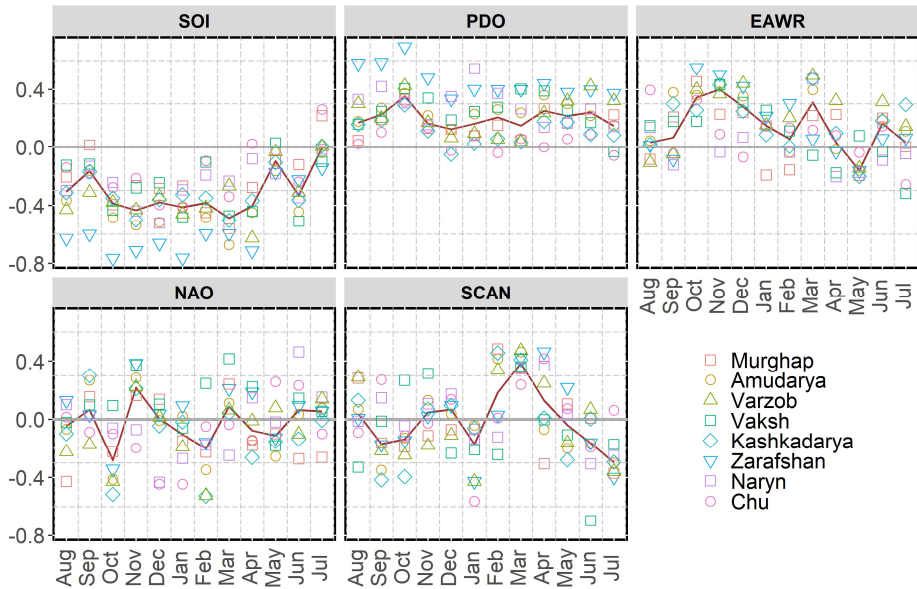 SOI PDO EAWR
0.4
0.0
-0.4
-0.8
Aug Sep Oct Nov Dec Jan Feb Mar Apr May Jun Jul
NAO SCAN
0.4
0.0
-0.4
-0.8
Murghap
Amudarya
Varzob
Vaksh
Kashkadarya
Zarafshan
Naryn
Chu
Aug Sep Oct Nov Dec Jan Feb Mar Apr May Jun Jul Aug Sep Oct Nov Dec Jan Feb Mar Apr May Jun Jul